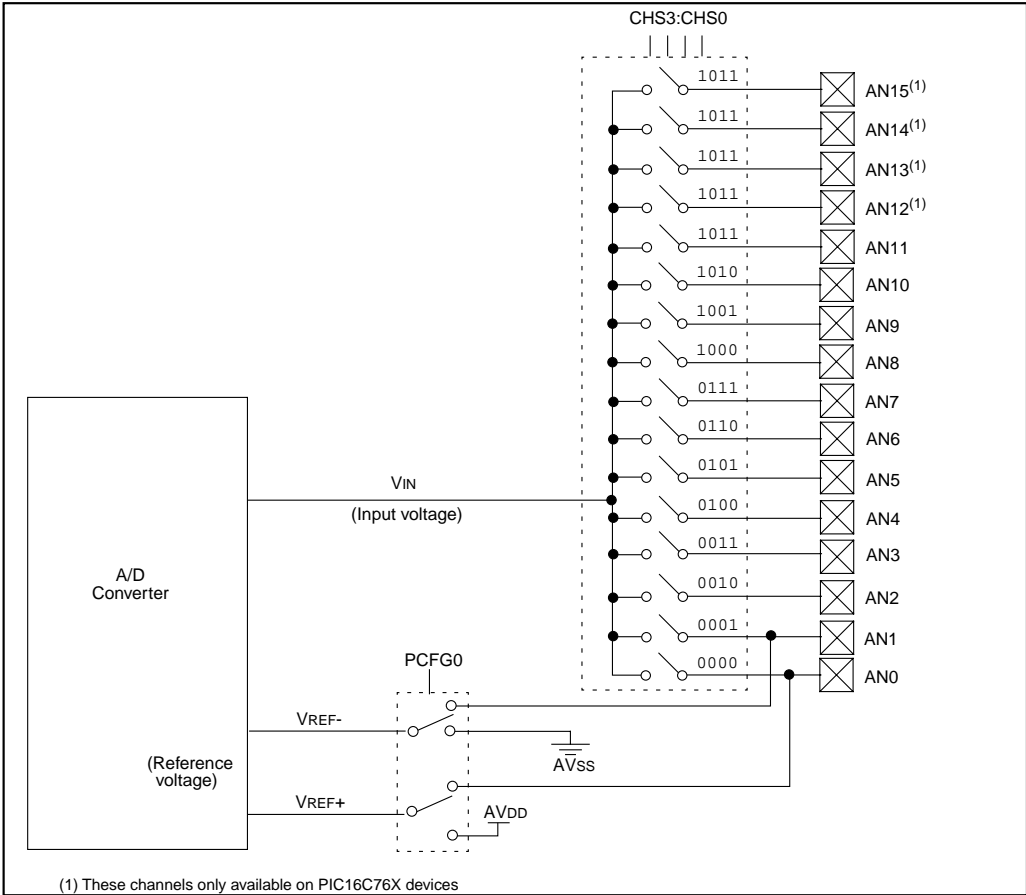 CHS3:CHS0
1011 AN15(1)
1011 AN14(1)
1011 AN13(1)
1011 AN12(1)
1011 AN11
1010 AN10
1001 AN9
1000 AN8
0111 AN7
0110 AN6
0101 AN5
VIN
(Input voltage)
0100 AN4
0011 AN3
A/D
Converter
0010 AN2
0001 AN1
0000 AN0
PCFG0
VREF-
AVSS
(Reference
voltage)
VREF+
AVDD
(1) These channels only available on PIC16C76X devices